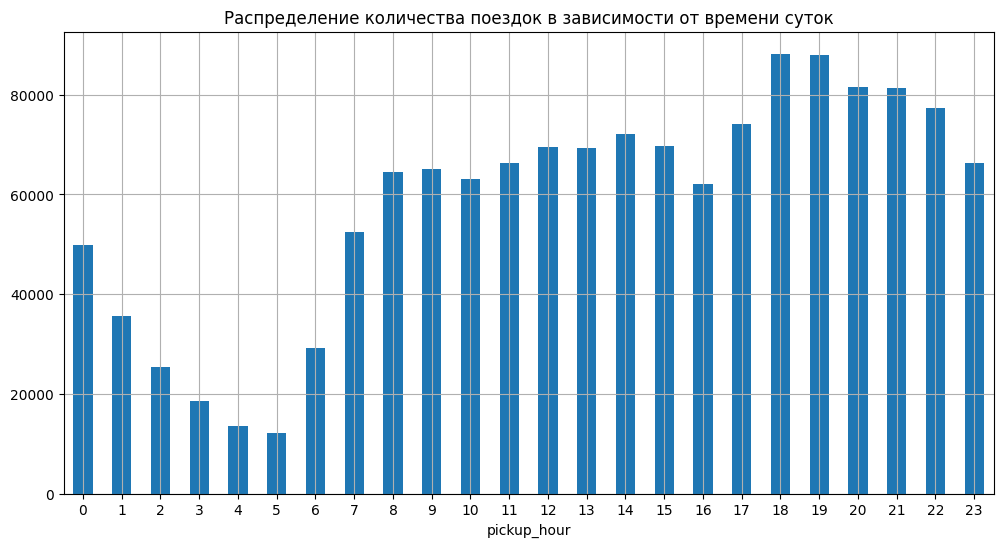 Распределение количества поездок в зависимости от времени суток
80000
60000
40000
20000
0
0 1 2 3 4 5 6 7 8 9 10 11 12 13 14 15 16 17 18 19 20 21 22 23
pickup_hour